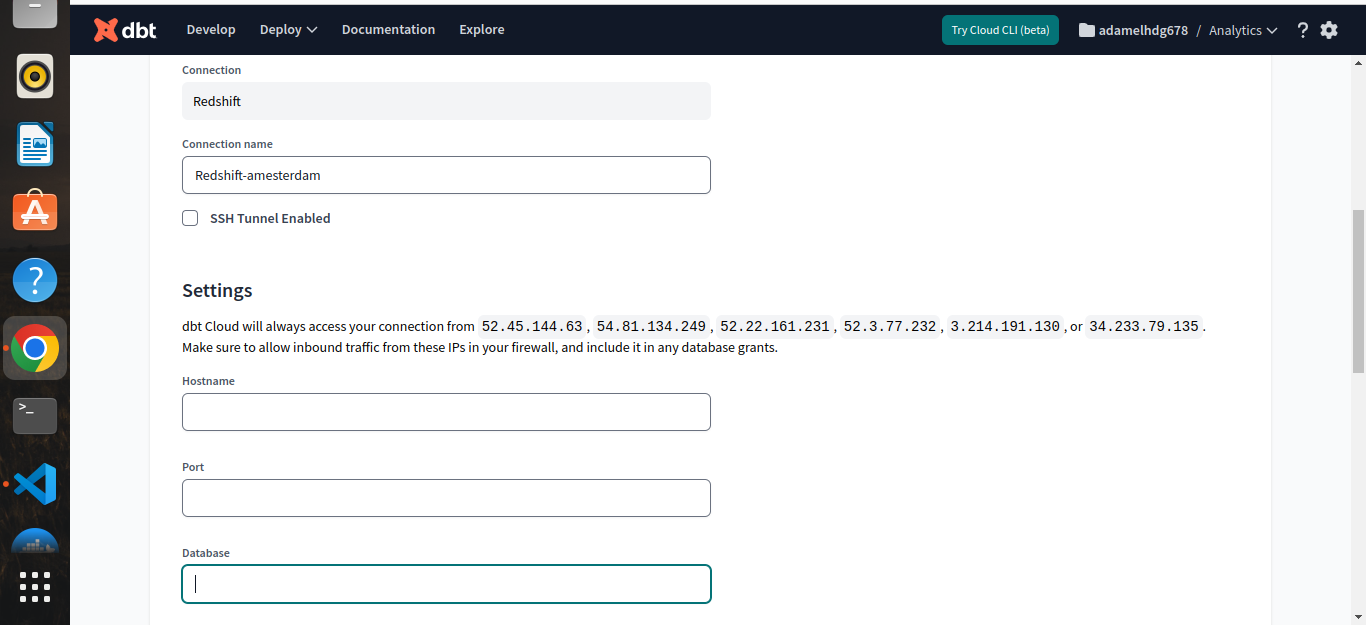 dbt Develop Deploy Documentation Explore Try Cloud CLI (beta) adamelhdg678 / Analytics ?
Connection
Redshift
Connection name
Redshift-amesterdam
SSH Tunnel Enabled
Settings
dbt Cloud will always access your connection from 52.45.144.63 , 54.81.134.249 , 52.22.161.231 , 52.3.77.232 , 3.214.191.130 , or 34.233.79.135 .
Make sure to allow inbound traffic from these IPs in your firewall, and include it in any database grants.
Hostname
Port
Database